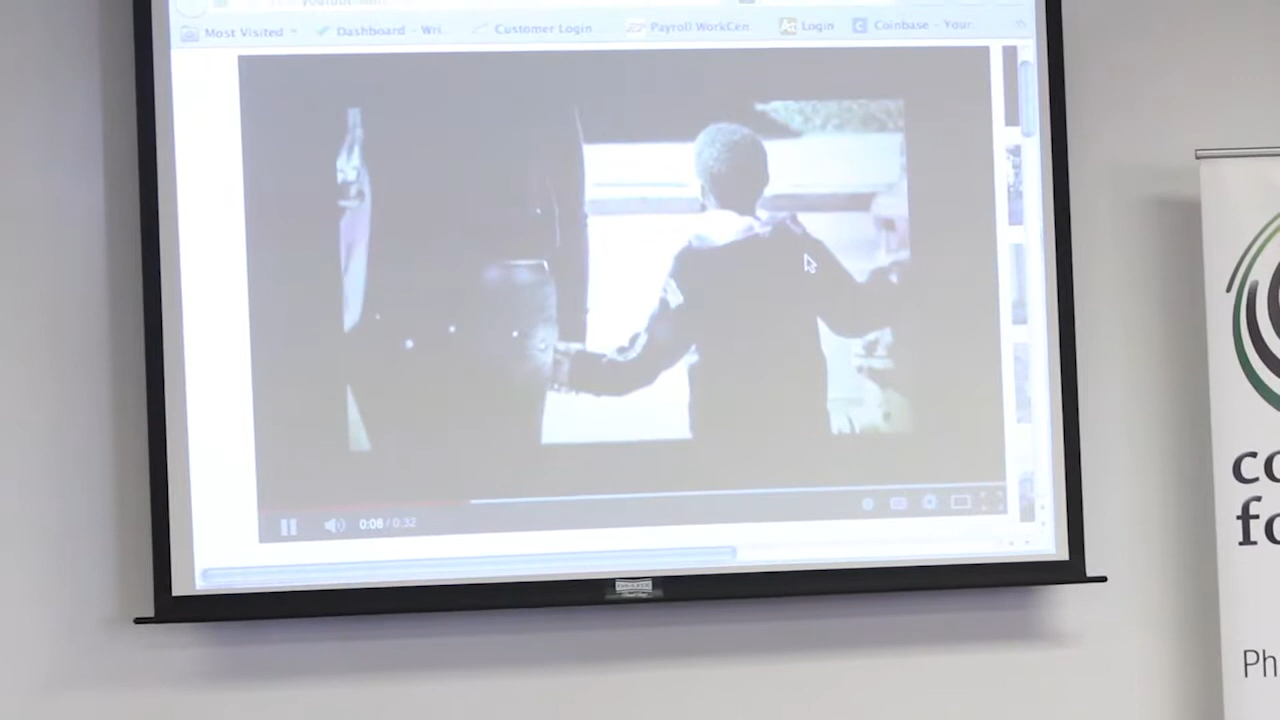 Most Visited
Dashboard - Wri...
Customer Login
Payroll WorkCen
Login
Coinbase - Your...
0:08 / 0:32
co
fo
Ph